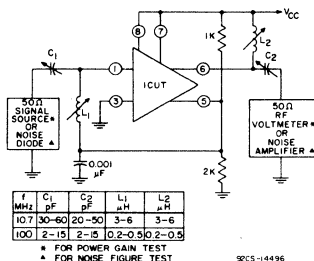 VCC
8
7
1K
L2
C1
C2
1
6
ICUT
3
5
L1
50Ω
SIGNAL
SOURCE*
OR
NOISE
DIODE ▲
50Ω
RF
VOLTMETER*
OR
NOISE
AMPLIFIER ▲
0.001
μF
2K
f MHz C1 pF C2 pF L1 μH L2 μH
10.7 30-60 20-50 3-6 3-6
100 2-15 2-15 0.2-0.5 0.2-0.5
* FOR POWER GAIN TEST
▲ FOR NOISE FIGURE TEST
92CS-14496